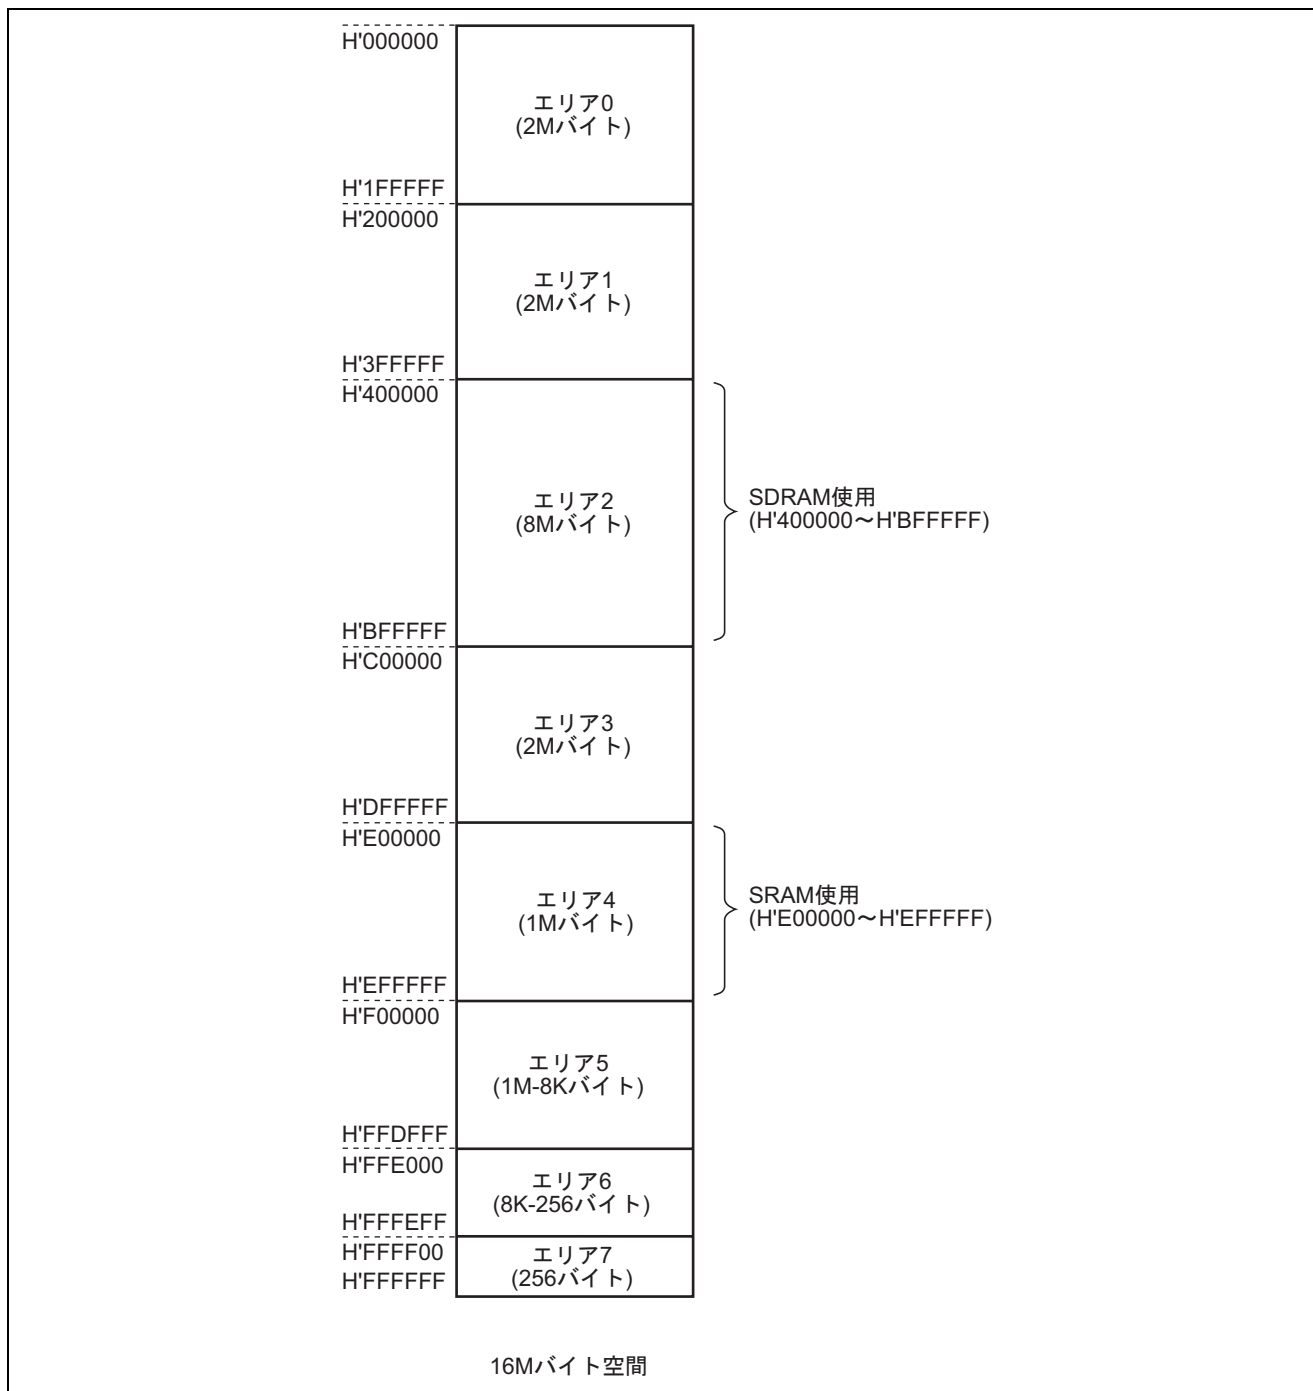 H'000000
エリア0
(2Mバイト)
H'1FFFFF
H'200000
エリア1
(2Mバイト)
H'3FFFFF
H'400000
エリア2
(8Mバイト)
SDRAM使用
(H'400000～H'BFFFFF)
H'BFFFFF
H'C00000
エリア3
(2Mバイト)
H'DFFFFF
H'E00000
エリア4
(1Mバイト)
SRAM使用
(H'E00000～H'EFFFFF)
H'EFFFFF
H'F00000
エリア5
(1M-8Kバイト)
H'FFDFFF
H'FFE000
エリア6
(8K-256バイト)
H'FFFEFF
H'FFFF00
エリア7
(256バイト)
H'FFFFFF
16Mバイト空間